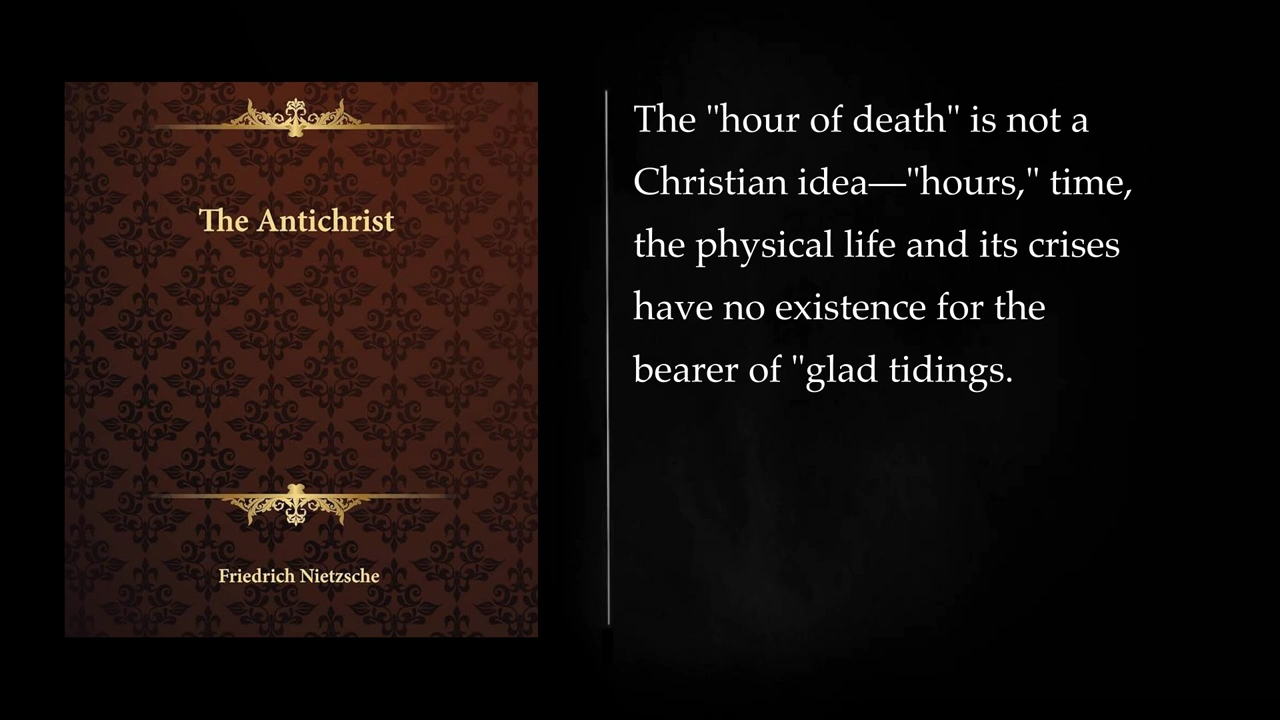 The Antichrist
Friedrich Nietzsche
The "hour of death" is not a
Christian idea—"hours," time,
the physical life and its crises
have no existence for the
bearer of "glad tidings.